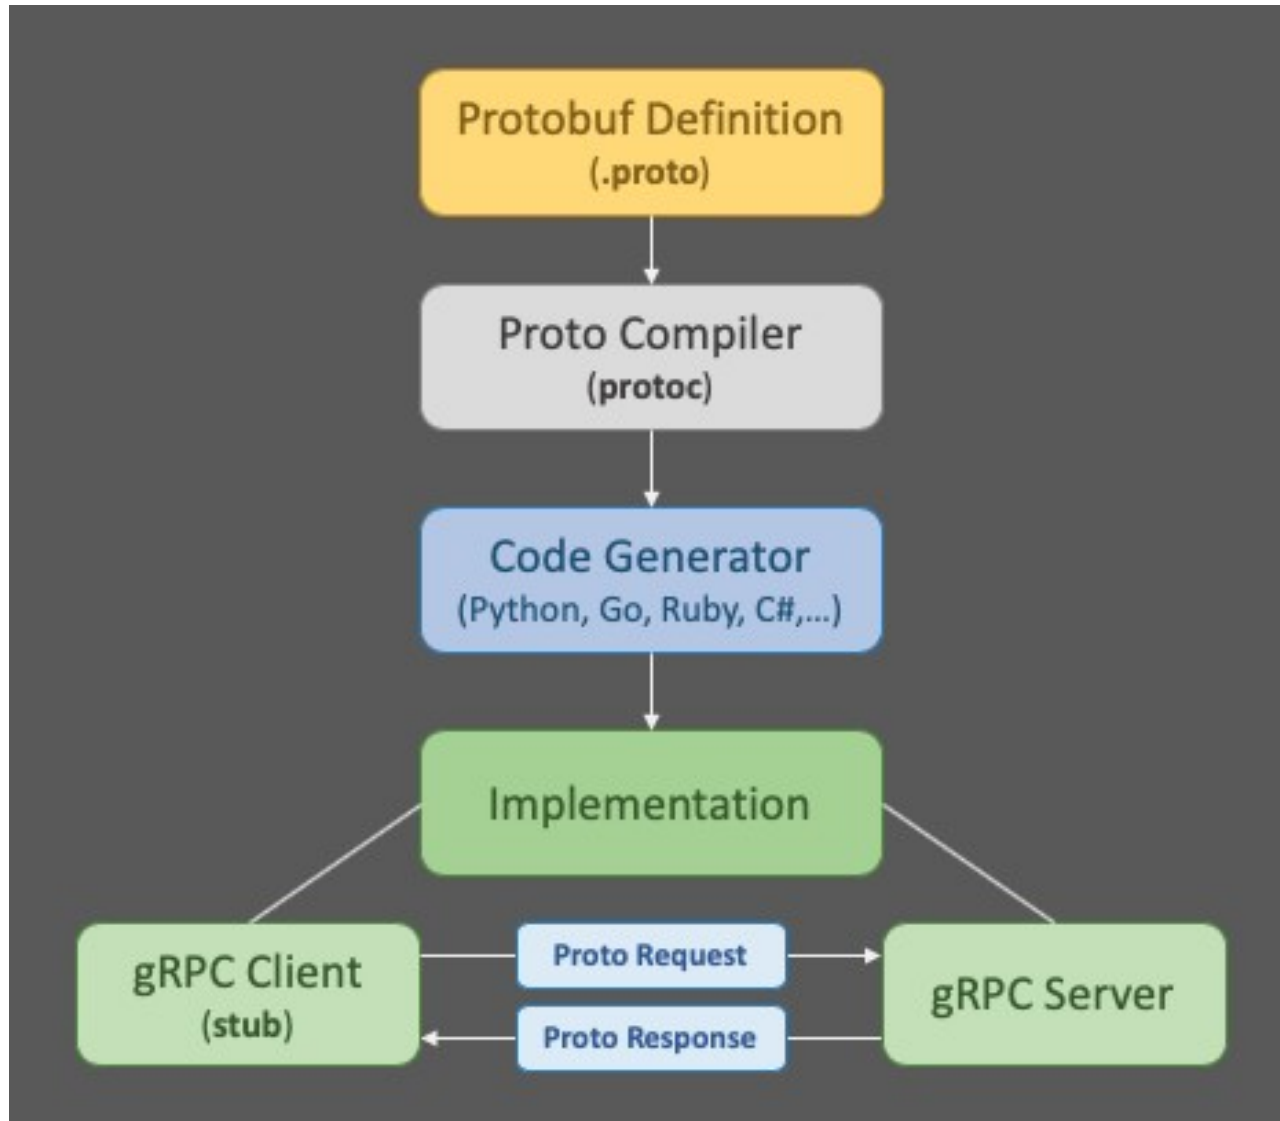 Protobuf Definition
(.proto)
Proto Compiler
(protoc)
Code Generator
(Python, Go, Ruby, C#,...)
Implementation
gRPC Client
(stub)
Proto Request
Proto Response
gRPC Server